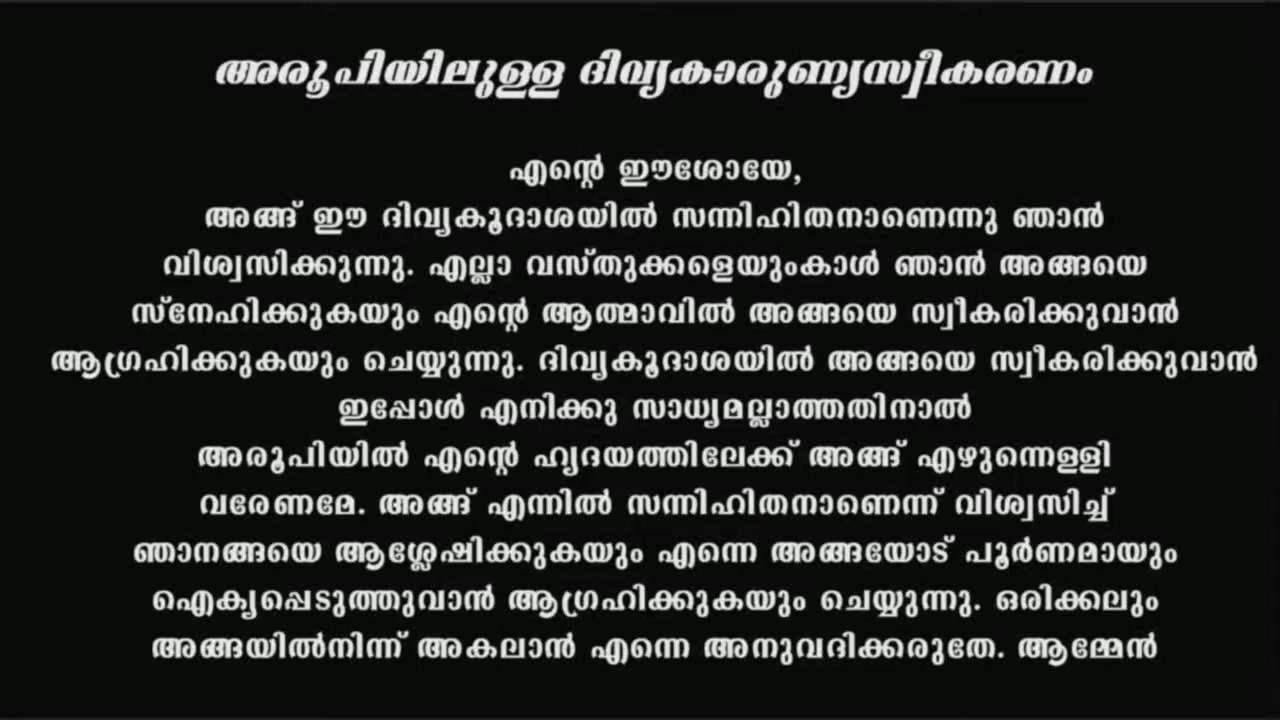 അരൂപിയിലുള്ള ദിവ്യകാരുണ്യസ്വീകരണം
എന്റെ ഈശോയേ,
അങ്ങ് ഈ ദിവ്യകൂദാശയിൽ സന്നിഹിതനാണെന്നു ഞാൻ
വിശ്വസിക്കുന്നു. എല്ലാ വസ്തുക്കളെയുംകാൾ ഞാൻ അങ്ങയെ
സ്നേഹിക്കുകയും എന്റെ ആത്മാവിൽ അങ്ങയെ സ്വീകരിക്കുവാൻ
ആഗ്രഹിക്കുകയും ചെയ്യുന്നു. ദിവ്യകൂദാശയിൽ അങ്ങയെ സ്വീകരിക്കുവാൻ
ഇപ്പോൾ എനിക്കു സാധ്യമല്ലാത്തതിനാൽ
അരൂപിയിൽ എന്റെ ഹൃദയത്തിലേക്ക് അങ്ങ് എഴുന്നെള്ളി
വരേണമേ. അങ്ങ് എന്നിൽ സന്നിഹിതനാണെന്ന് വിശ്വസിച്ച്
ഞാനങ്ങയെ ആശ്ലേഷിക്കുകയും എന്നെ അങ്ങയോട് പൂർണമായും
ഐക്യപ്പെടുത്തുവാൻ ആഗ്രഹിക്കുകയും ചെയ്യുന്നു. ഒരിക്കലും
അങ്ങയിൽനിന്ന് അകലാൻ എന്നെ അനുവദിക്കരുതേ. ആമ്മേൻ